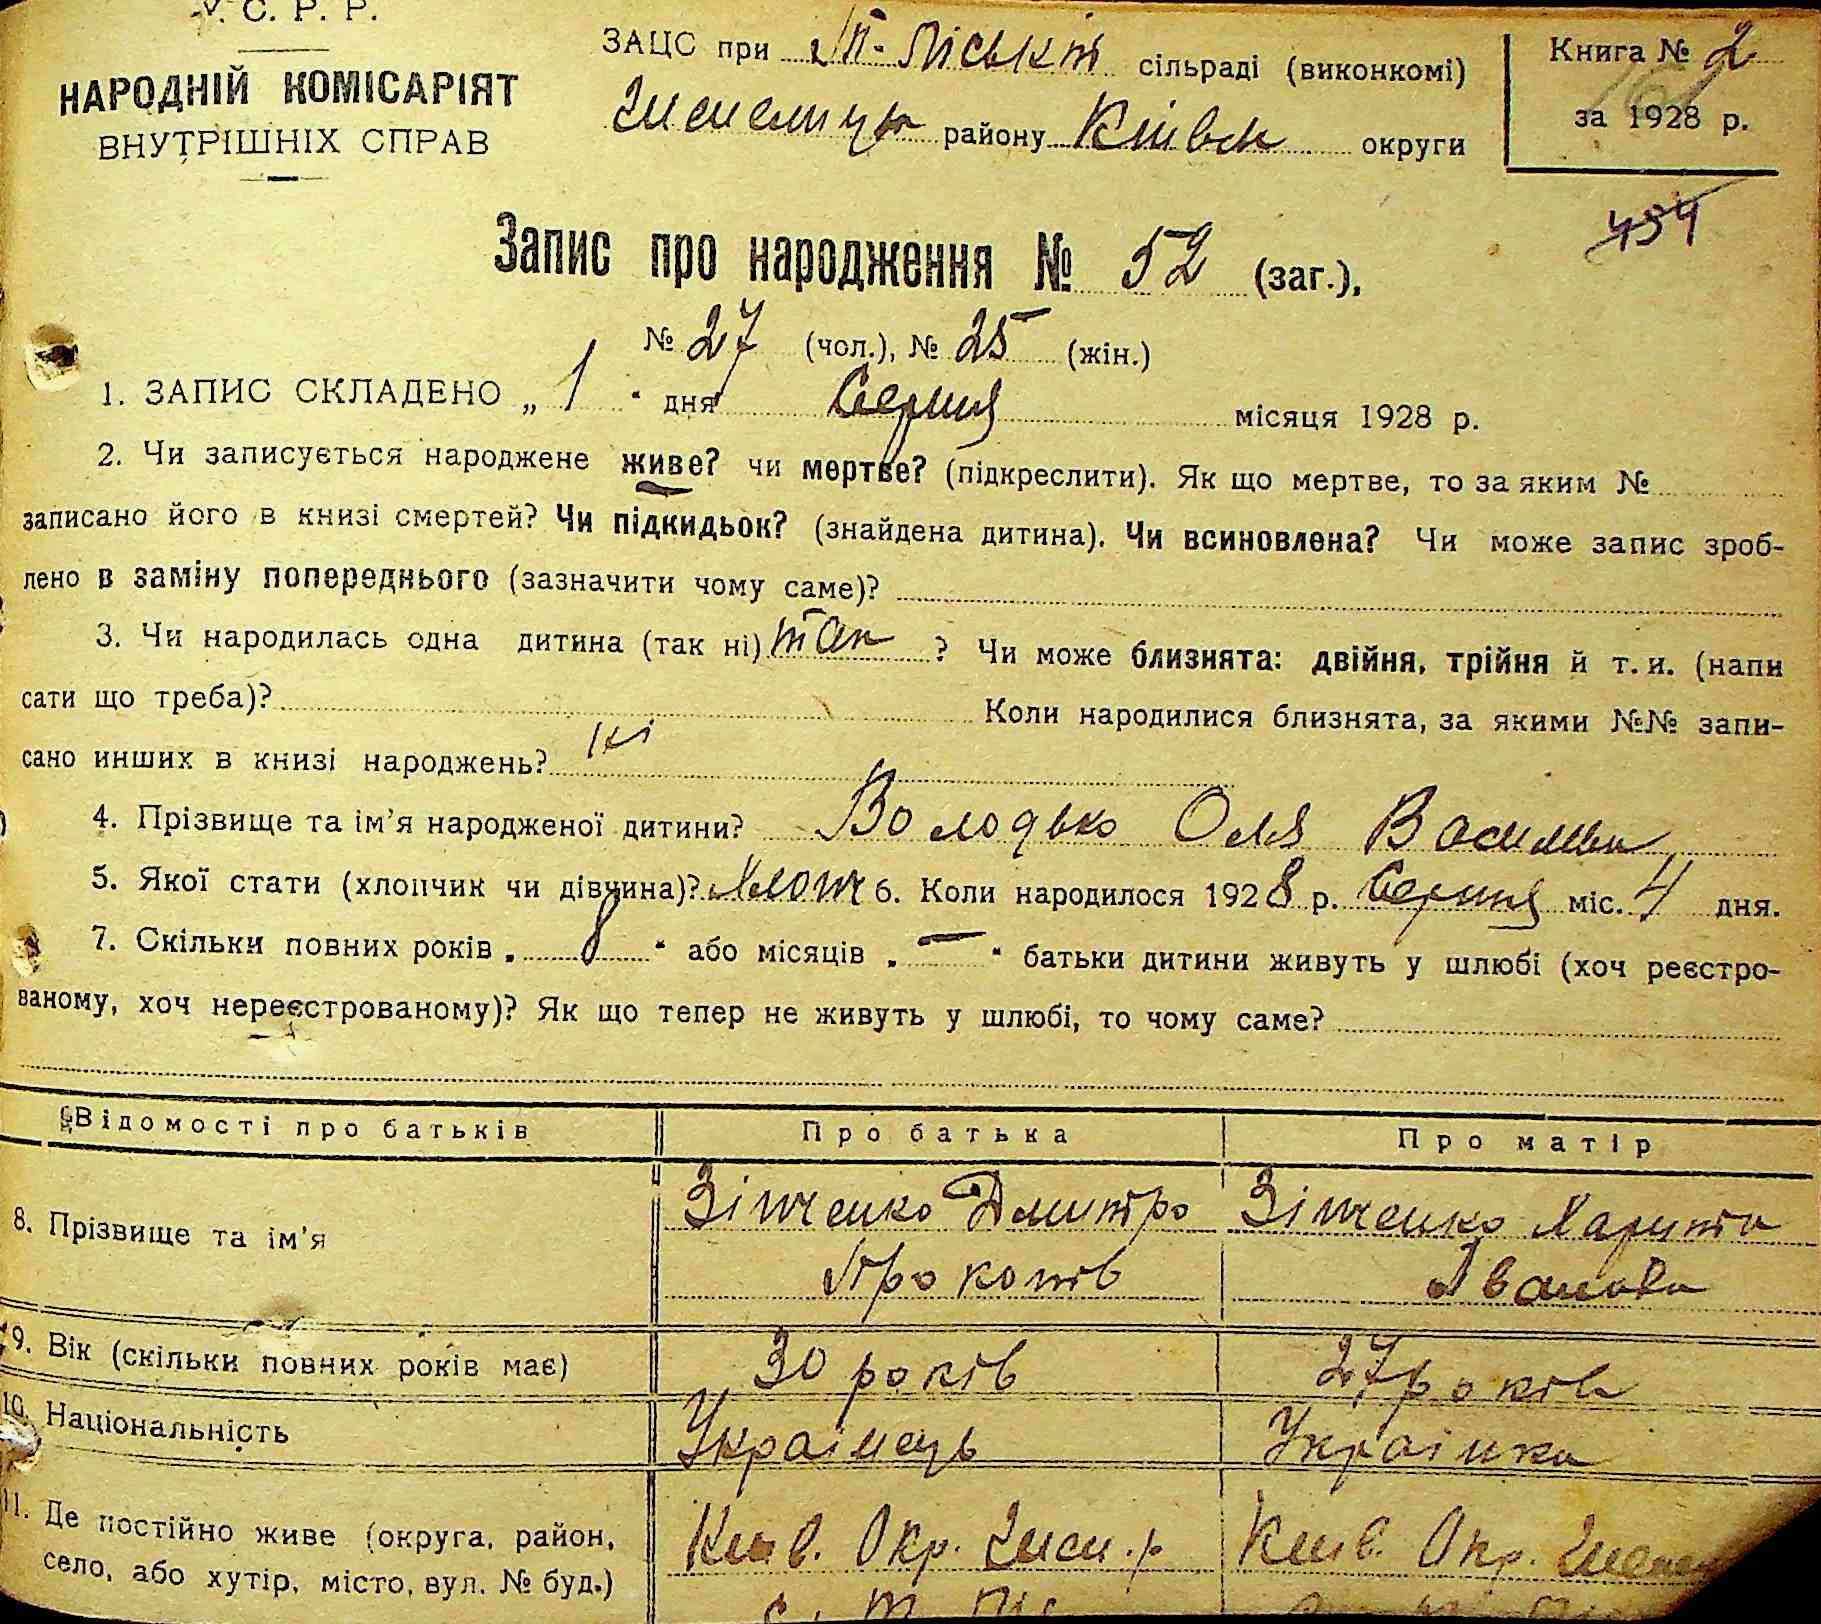 У. С. Р. Р.
НАРОДНІЙ КОМІСАРІЯТ
ВНУТРІШНІХ СПРАВ
ЗАЦС при П-Піській сільраді (виконкомі)
району Київськ округи
Книга № 2
за 1928 р.
454
Запис про народження № 52 (заг.),
№ 27 (чол.), № 25 (жін.)
1. ЗАПИС СКЛАДЕНО „ 1 " дня Серпня місяця 1928 р.
2. Чи записується народжене живе? чи мертве? (підкреслити). Як що мертве, то за яким №
записано його в книзі смертей? Чи підкидьок? (знайдена дитина). Чи всиновлена? Чи може запис зроб-
лено в заміну попереднього (зазначити чому саме)?
3. Чи народилась одна дитина (так ні) так ? Чи може близнята: двійня, трійня й т. и. (напи
сати що треба)? Коли народилися близнята, за якими №№ запи-
сано инших в книзі народжень? ні
4. Прізвище та ім'я народженої дитини? Володько Оля
5. Якої стати (хлопчик чи дівчина)? Хлопч 6. Коли народилося 1928 р. Серпня міс. 4 дня.
7. Скільки повних років „ 8 " або місяців „ — " батьки дитини живуть у шлюбі (хоч реєстро-
ваному, хоч нереєстрованому)? Як що тепер не живуть у шлюбі, то чому саме?
Відомості про батьків Про батька Про матір
8. Прізвище та ім'я Зінченко Дмитро Зінченко Харита
Прокопів Іванова
9. Вік (скільки повних років має) 30 років 27 років
10. Національність Українець Українка
11. Де постійно живе (округа, район, Київ. Окр. Київ. Окр.
село, або хутір, місто, вул. № буд.)